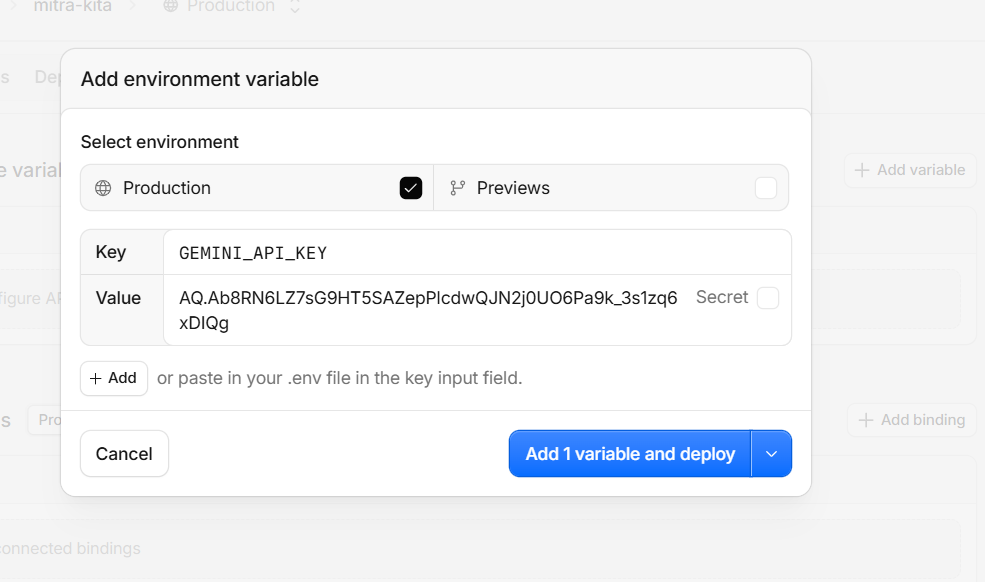 mitra-kita
Production
Add environment variable
Select environment
Production
Previews
+ Add variable
Key
GEMINI_API_KEY
Value
AQ.Ab8RN6LZ7sG9HT5SAZepPlcdwQJN2j0UO6Pa9k_3s1zq6
xDIQg
Secret
+ Add
or paste in your .env file in the key input field.
+ Add binding
Cancel
Add 1 variable and deploy
connected bindings